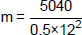 m = 5040 / 0.5×12²